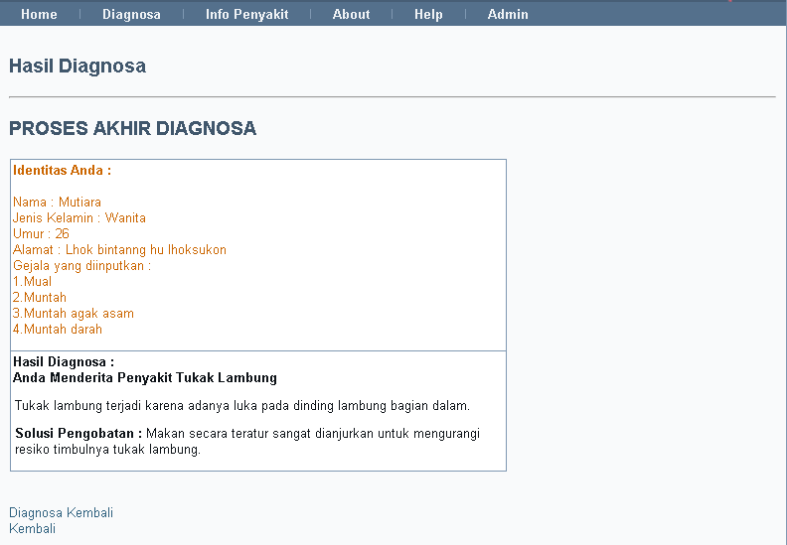 Home | Diagnosa | Info Penyakit | About | Help | Admin
Hasil Diagnosa
PROSES AKHIR DIAGNOSA
Identitas Anda :
Nama : Mutiara
Jenis Kelamin : Wanita
Umur : 26
Alamat : Lhok bintanng hu lhoksukon
Gejala yang diinputkan :
1.Mual
2.Muntah
3.Muntah agak asam
4.Muntah darah
Hasil Diagnosa :
Anda Menderita Penyakit Tukak Lambung
Tukak lambung terjadi karena adanya luka pada dinding lambung bagian dalam.
Solusi Pengobatan : Makan secara teratur sangat dianjurkan untuk mengurangi
resiko timbulnya tukak lambung.
Diagnosa Kembali
Kembali